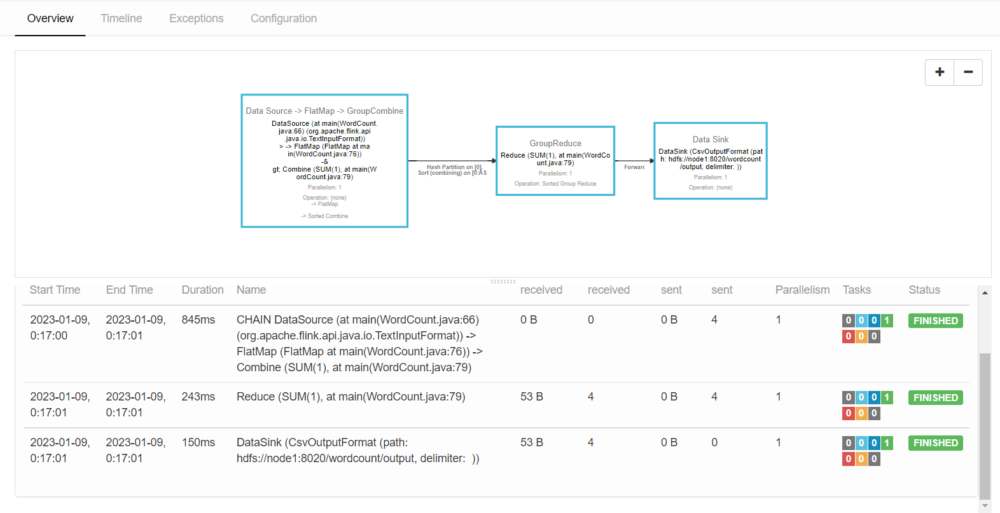 Overview Timeline Exceptions Configuration
+ −
Data Source -> FlatMap -> GroupCombine
DataSource (at main(WordCount.
java:66) (org.apache.flink.api
.java.io.TextInputFormat))
> -> FlatMap (FlatMap at ma
in(WordCount.java:76))
-&
gt; Combine (SUM(1), at main(W
ordCount.java:79)
Parallelism: 1
Operation: (none)
-> FlatMap
-> Sorted Combine
Hash Partition on [0]
Sort (combining) on [0:AS
GroupReduce
Reduce (SUM(1), at main(WordCo
unt.java:79)
Parallelism: 1
Operation: Sorted Group Reduce
Forward
Data Sink
DataSink (CsvOutputFormat (pat
h: hdfs://node1:8020/wordcount
/output, delimiter: ))
Parallelism: 1
Operation: (none)
Start Time End Time Duration Name received received sent sent Parallelism Tasks Status
2023-01-09, 2023-01-09, 845ms CHAIN DataSource (at main(WordCount.java:66) 0 B 0 0 B 4 1 0 0 0 1 FINISHED
0:17:00 0:17:01 (org.apache.flink.api.java.io.TextInputFormat)) -> 0 0 0
FlatMap (FlatMap at main(WordCount.java:76)) ->
Combine (SUM(1), at main(WordCount.java:79)
2023-01-09, 2023-01-09, 243ms Reduce (SUM(1), at main(WordCount.java:79) 53 B 4 0 B 4 1 0 0 0 1 FINISHED
0:17:01 0:17:01 0 0 0
2023-01-09, 2023-01-09, 150ms DataSink (CsvOutputFormat (path: 53 B 4 0 B 0 1 0 0 0 1 FINISHED
0:17:01 0:17:01 hdfs://node1:8020/wordcount/output, delimiter: )) 0 0 0